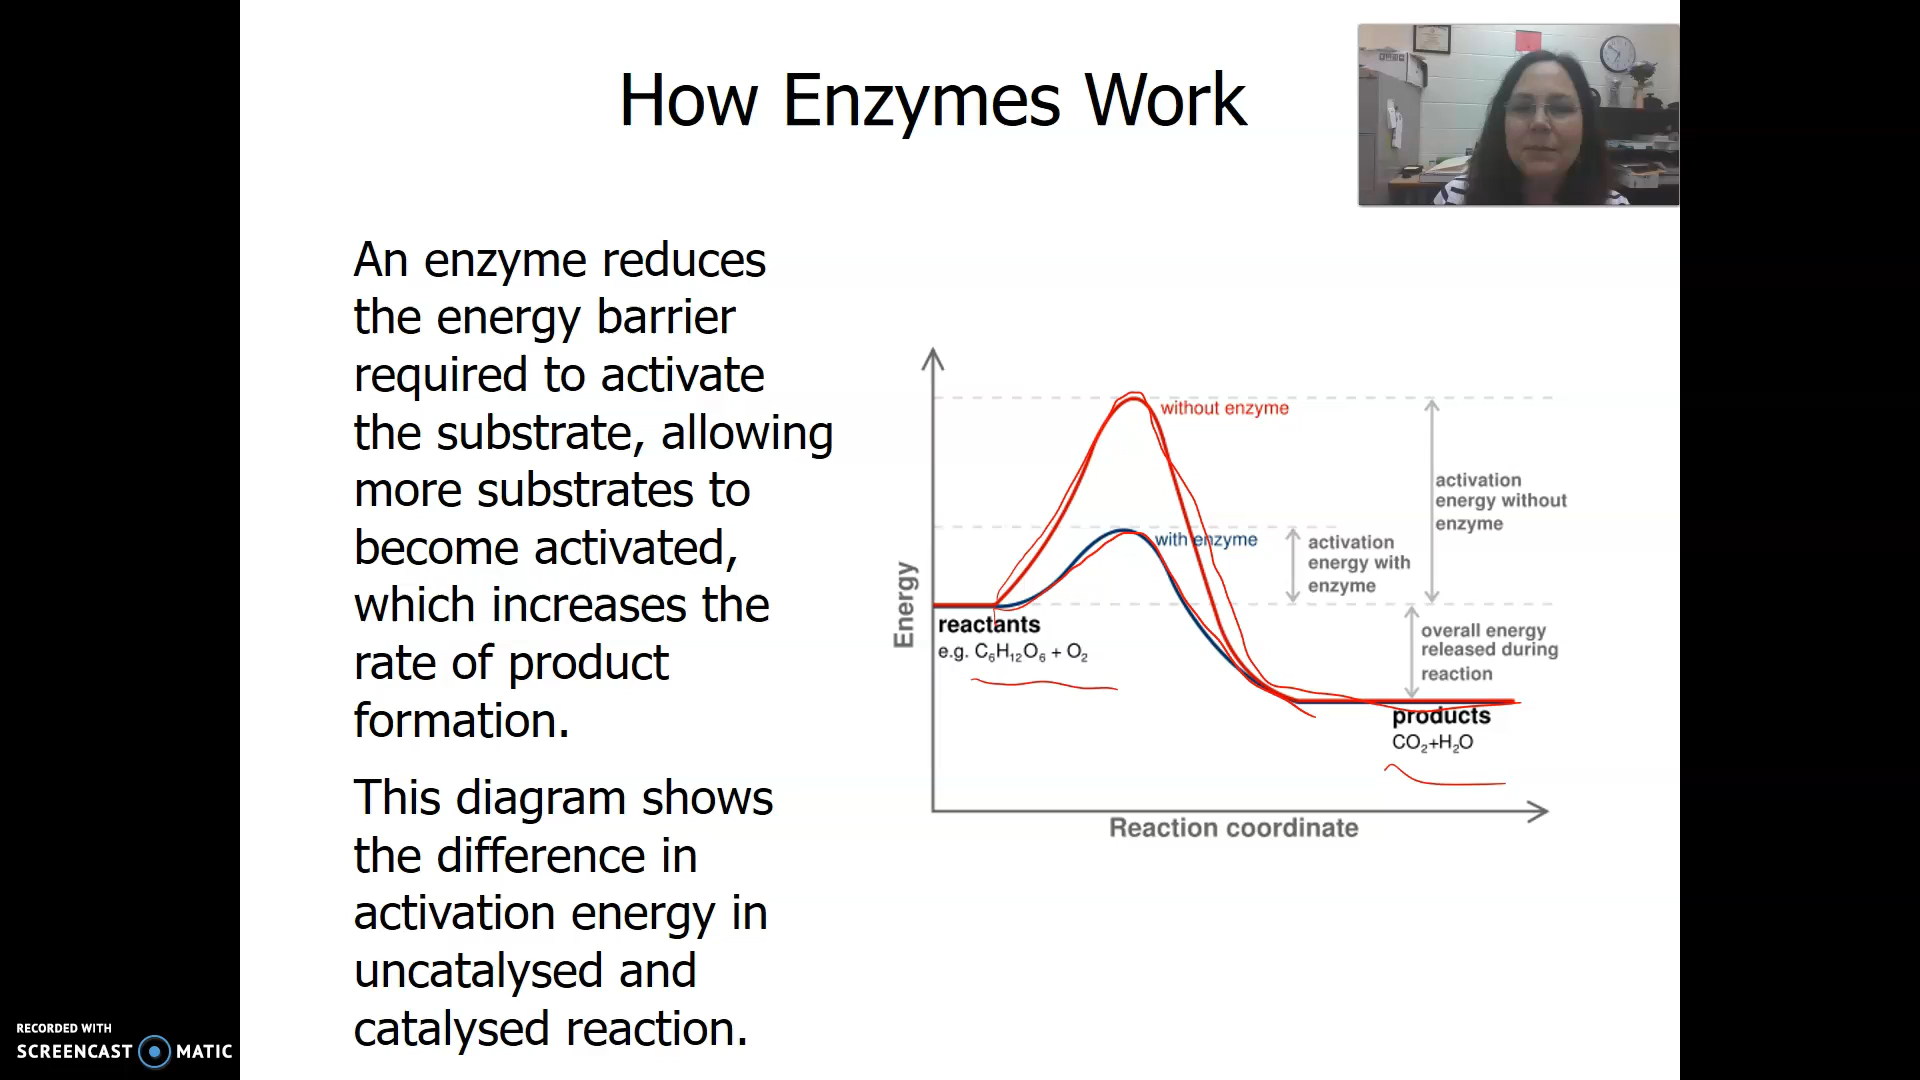 How Enzymes Work
An enzyme reduces
the energy barrier
required to activate
the substrate, allowing
more substrates to
become activated,
which increases the
rate of product
formation.
This diagram shows
the difference in
activation energy in
uncatalysed and
catalysed reaction.
without enzyme
with enzyme
activation
energy without
enzyme
activation
energy with
enzyme
overall energy
released during
reaction
Energy
reactants
e.g. C₆H₁₂O₆ + O₂
products
CO₂+H₂O
Reaction coordinate
RECORDED WITH
SCREENCAST MATIC